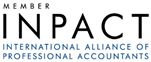 MEMBER
INPACT
INTERNATIONAL ALLIANCE OF
PROFESSIONAL ACCOUNTANTS